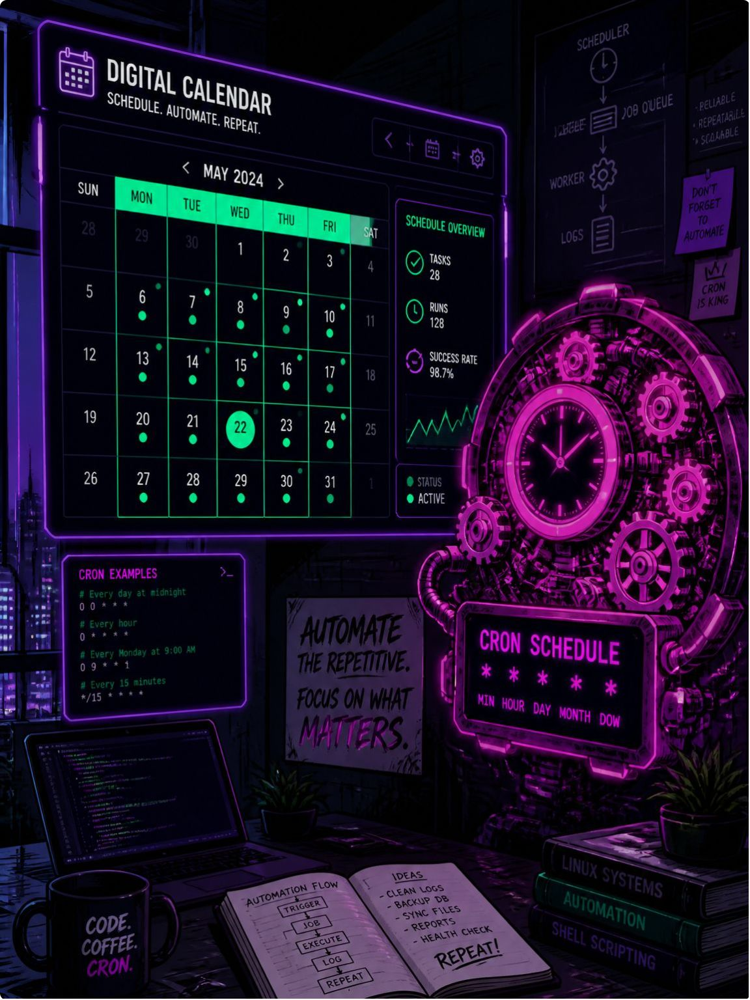 DIGITAL CALENDAR
SCHEDULE. AUTOMATE. REPEAT.
MAY 2024
SUN MON TUE WED THU FRI SAT
28 29 30 1 2 3 4
5 6 7 8 9 10 11
12 13 14 15 16 17 18
19 20 21 22 23 24 25
26 27 28 29 30 31 1
SCHEDULE OVERVIEW
TASKS
28
RUNS
128
SUCCESS RATE
98.7%
STATUS
ACTIVE
SCHEDULER
JOB QUEUE
WORKER
LOGS
- RELIABLE
• REPEATABLE
SCALABLE
DON'T
FORGET
TO
AUTOMATE
CRON
IS KING
CRON EXAMPLES >_
# Every day at midnight
0 0 * * *
# Every hour
0 * * * *
# Every Monday at 9:00 AM
0 9 * * 1
# Every 15 minutes
*/15 * * * *
AUTOMATE
THE REPETITIVE.
FOCUS ON WHAT
MATTERS.
CRON SCHEDULE
* * * * *
MIN HOUR DAY MONTH DOW
CODE.
COFFEE.
CRON.
AUTOMATION FLOW
TRIGGER
JOB
EXECUTE
LOG
REPEAT
IDEAS
- CLEAN LOGS
- BACKUP DB
- SYNC FILES
- REPORTS
- HEALTH CHECK
REPEAT!
LINUX SYSTEMS
AUTOMATION
SHELL SCRIPTING